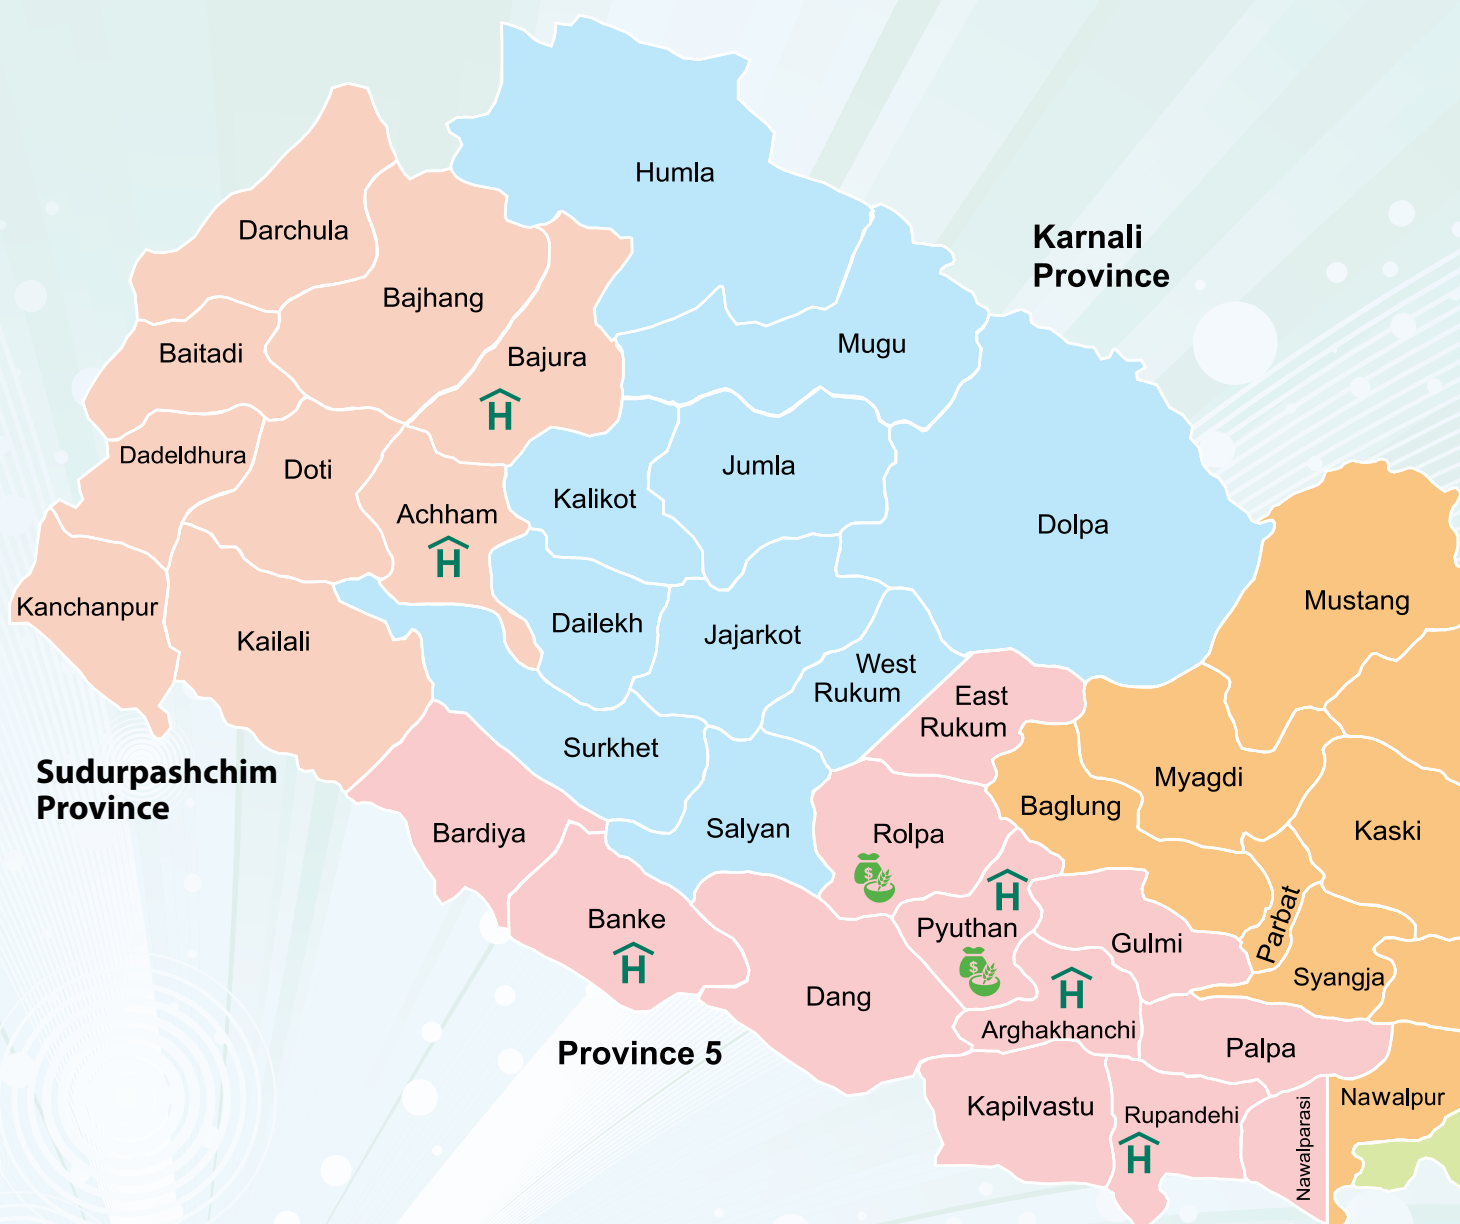 Humla
Darchula
Karnali
Province
Bajhang
Mugu
Baitadi
Bajura
H
Dadeldhura
Doti
Jumla
Kalikot
Achham
H
Dolpa
Mustang
Kanchanpur
Kailali
Dailekh
Jajarkot
West
Rukum
East
Rukum
Surkhet
Sudurpashchim
Province
Myagdi
Baglung
Bardiya
Salyan
Rolpa
Kaski
$
H
Banke
H
Pyuthan
$
Gulmi
Parbat
Syangja
Dang
H
Arghakhanchi
Province 5
Palpa
Kapilvastu
Rupandehi
H
Nawalparasi
Nawalpur